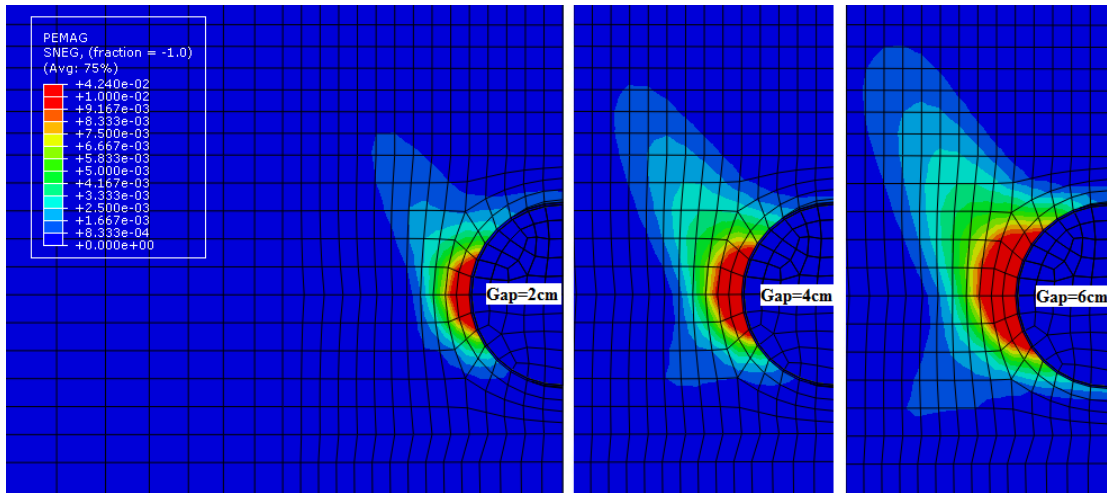 PEMAG
SNEG, (fraction = -1.0)
(Avg: 75%)
+4.240e-02
+1.000e-02
+9.167e-03
+8.333e-03
+7.500e-03
+6.667e-03
+5.833e-03
+5.000e-03
+4.167e-03
+3.333e-03
+2.500e-03
+1.667e-03
+8.333e-04
+0.000e+00
Gap=2cm
Gap=4cm
Gap=6cm